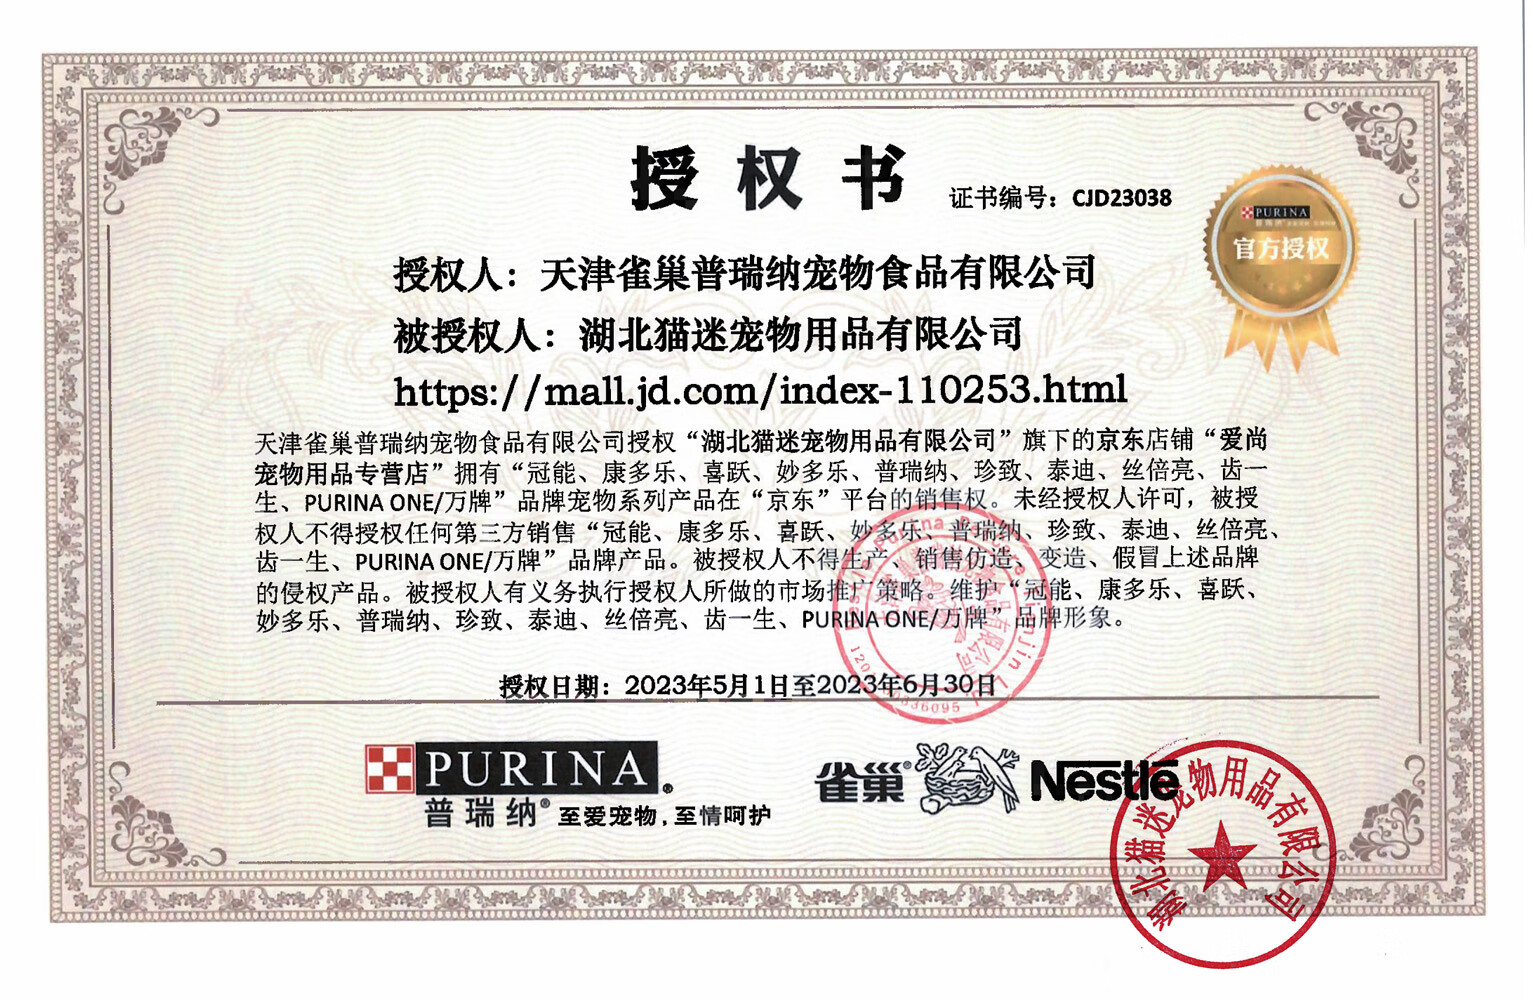 授权书
证书编号：CJD23038
PURINA
官方授权
授权人：天津雀巢普瑞纳宠物食品有限公司
被授权人：湖北猫迷宠物用品有限公司
https://mall.jd.com/index-110253.html
天津雀巢普瑞纳宠物食品有限公司授权“湖北猫迷宠物用品有限公司”旗下的京东店铺“爱尚
宠物用品专营店”拥有“冠能、康多乐、喜跃、妙多乐、普瑞纳、珍致、泰迪、丝倍亮、齿一
生、PURINA ONE/万牌”品牌宠物系列产品在“京东”平台的销售权。未经授权人许可，被授
权人不得授权任何第三方销售“冠能、康多乐、喜跃、妙多乐、普瑞纳、珍致、泰迪、丝倍亮、
齿一生、PURINA ONE/万牌”品牌产品。被授权人不得生产、销售仿造、变造、假冒上述品牌
的侵权产品。被授权人有义务执行授权人所做的市场推广策略。维护“冠能、康多乐、喜跃、
妙多乐、普瑞纳、珍致、泰迪、丝倍亮、齿一生、PURINA ONE/万牌”品牌形象。
授权日期：2023年5月1日至2023年6月30日
PURINA®
普瑞纳® 至爱宠物，至情呵护
雀巢® Nestlé
湖北猫迷宠物用品有限公司